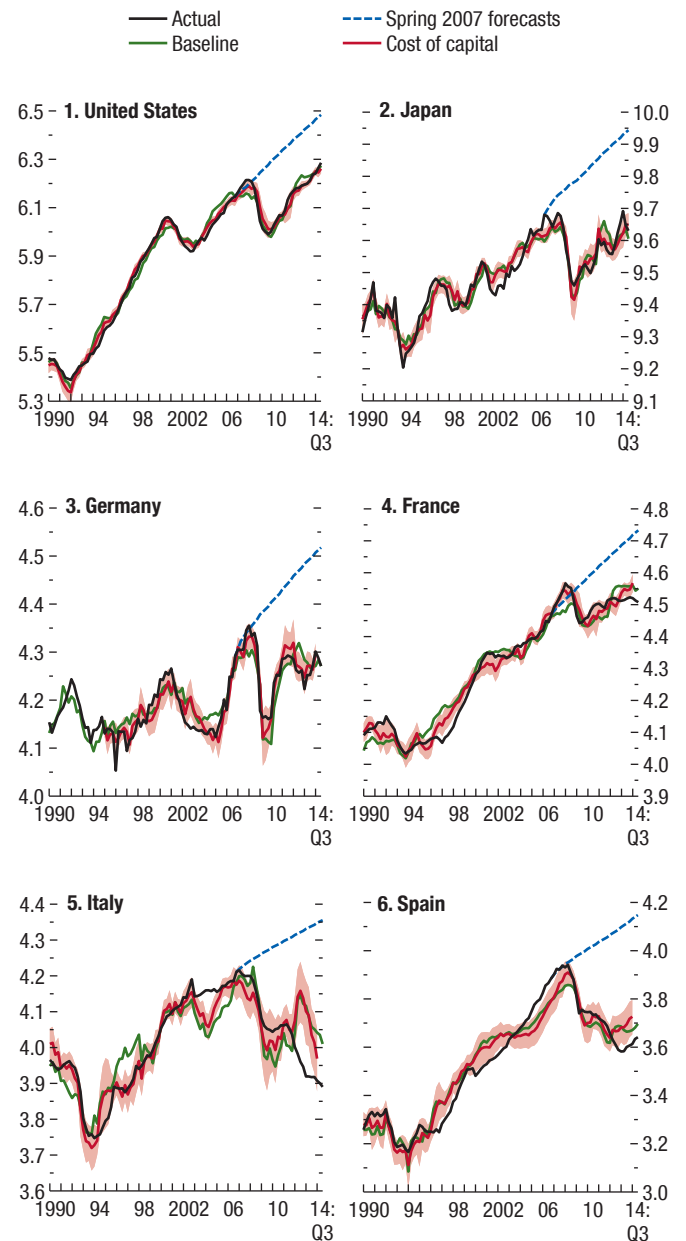 Actual
Spring 2007 forecasts
Baseline
Cost of capital
1. United States
6.5
6.3
6.1
5.9
5.7
5.5
5.3
1990 94 98 2002 06 10 14:
Q3
2. Japan
10.0
9.9
9.8
9.7
9.6
9.5
9.4
9.3
9.2
9.1
1990 94 98 2002 06 10 14:
Q3
3. Germany
4.6
4.5
4.4
4.3
4.2
4.1
4.0
1990 94 98 2002 06 10 14:
Q3
4. France
4.8
4.7
4.6
4.5
4.4
4.3
4.2
4.1
4.0
3.9
1990 94 98 2002 06 10 14:
Q3
5. Italy
4.4
4.3
4.2
4.1
4.0
3.9
3.8
3.7
3.6
1990 94 98 2002 06 10 14:
Q3
6. Spain
4.2
4.0
3.8
3.6
3.4
3.2
3.0
1990 94 98 2002 06 10 14:
Q3